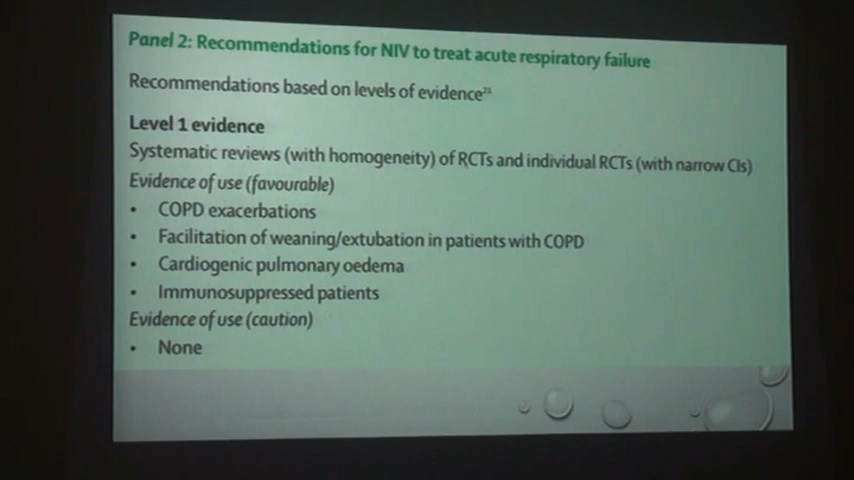 Panel 2: Recommendations for NIV to treat acute respiratory failure
Recommendations based on levels of evidence²¹
Level 1 evidence
Systematic reviews (with homogeneity) of RCTs and individual RCTs (with narrow CIs)
Evidence of use (favourable)
• COPD exacerbations
• Facilitation of weaning/extubation in patients with COPD
• Cardiogenic pulmonary oedema
• Immunosuppressed patients
Evidence of use (caution)
• None